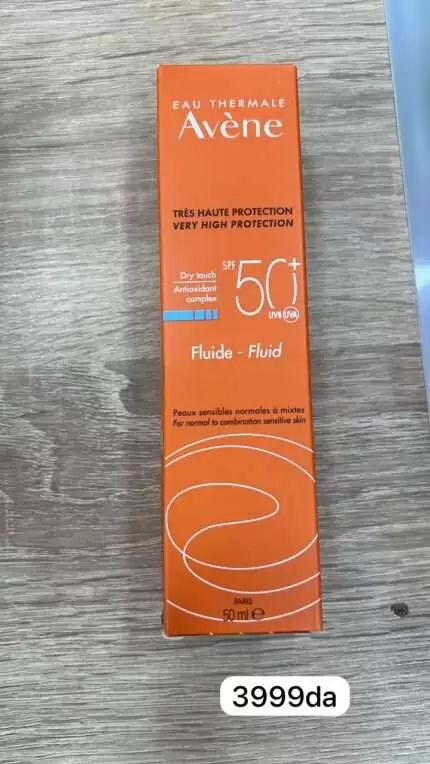 EAU THERMALE
Avène
TRÈS HAUTE PROTECTION
VERY HIGH PROTECTION
Dry touch
Antioxidant
complex
SPF 50+
UVB UVA
Fluide - Fluid
Peaux sensibles normales à mixtes
For normal to combination sensitive skin
PARIS
50 ml e
3999da